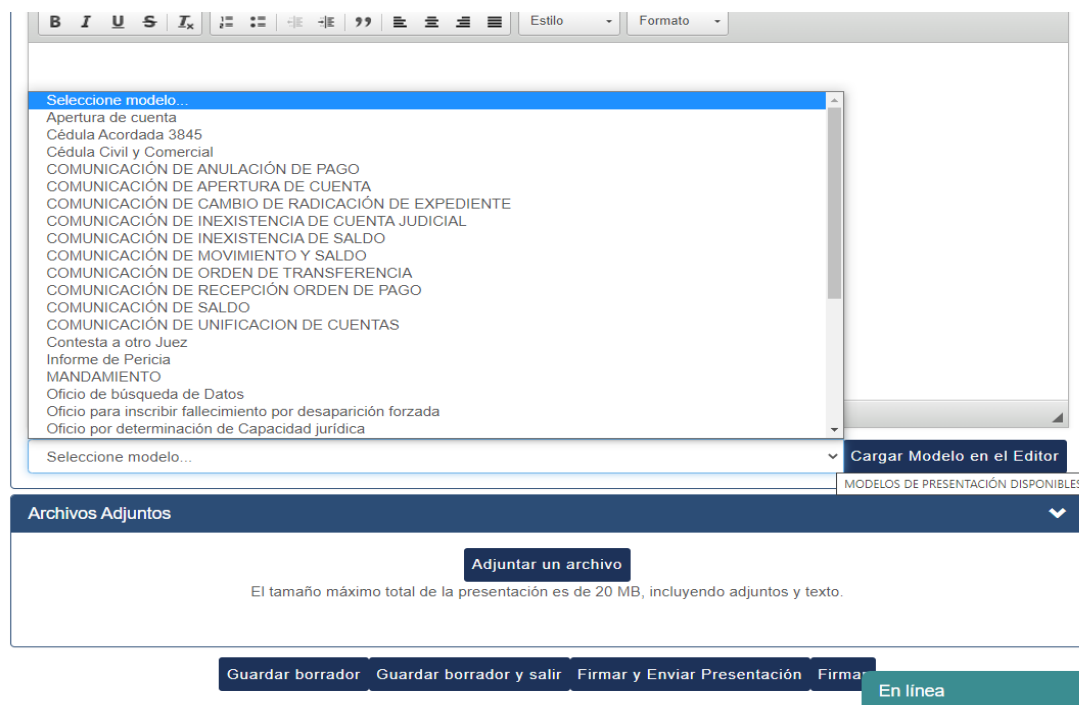 B I U S Tx Estilo Formato
Seleccione modelo...
Apertura de cuenta
Cédula Acordada 3845
Cédula Civil y Comercial
COMUNICACIÓN DE ANULACIÓN DE PAGO
COMUNICACIÓN DE APERTURA DE CUENTA
COMUNICACIÓN DE CAMBIO DE RADICACIÓN DE EXPEDIENTE
COMUNICACIÓN DE INEXISTENCIA DE CUENTA JUDICIAL
COMUNICACIÓN DE INEXISTENCIA DE SALDO
COMUNICACIÓN DE MOVIMIENTO Y SALDO
COMUNICACIÓN DE ORDEN DE TRANSFERENCIA
COMUNICACIÓN DE RECEPCIÓN ORDEN DE PAGO
COMUNICACIÓN DE SALDO
COMUNICACIÓN DE UNIFICACION DE CUENTAS
Contesta a otro Juez
Informe de Pericia
MANDAMIENTO
Oficio de búsqueda de Datos
Oficio para inscribir fallecimiento por desaparición forzada
Oficio por determinación de Capacidad jurídica
Seleccione modelo... Cargar Modelo en el Editor
MODELOS DE PRESENTACIÓN DISPONIBLES
Archivos Adjuntos
Adjuntar un archivo
El tamaño máximo total de la presentación es de 20 MB, incluyendo adjuntos y texto.
Guardar borrador Guardar borrador y salir Firmar y Enviar Presentación Firmar
En línea